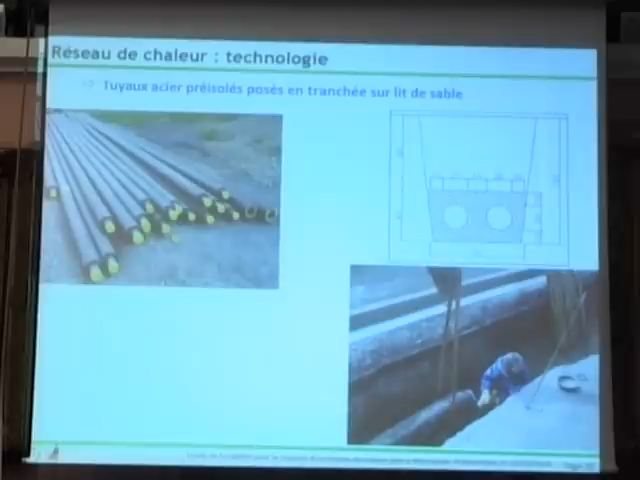 Réseau de chaleur : technologie
Tuyaux acier préisolés posés en tranchée sur lit de sable